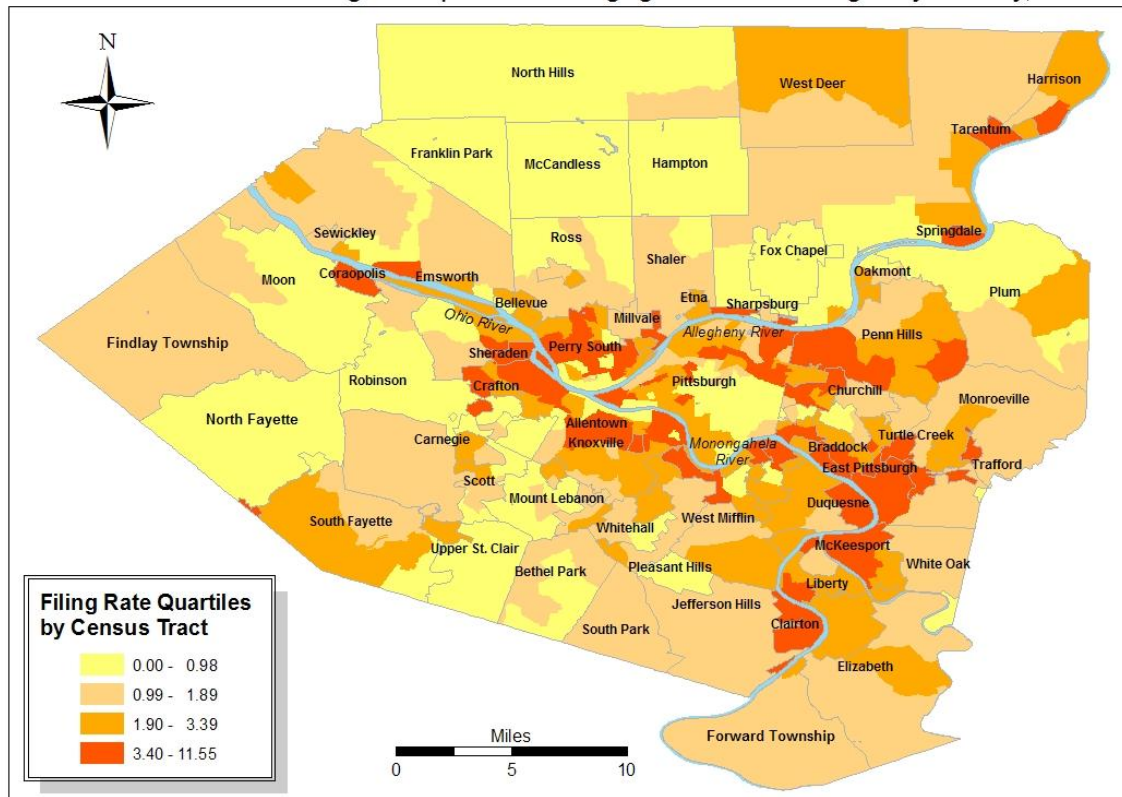 N
North Hills
West Deer
Harrison
Tarentum
Franklin Park
McCandless
Hampton
Springdale
Sewickley
Ross
Fox Chapel
Shaler
Oakmont
Moon
Coraopolis
Emsworth
Plum
Bellevue
Etna
Sharpsburg
Millvale
Ohio River
Allegheny River
Penn Hills
Findlay Township
Sheraden
Perry South
Robinson
Crafton
Pittsburgh
Churchill
Monroeville
North Fayette
Allentown
Carnegie
Knoxville
Monongahela
River
Braddock
Turtle Creek
East Pittsburgh
Trafford
Scott
Mount Lebanon
Duquesne
South Fayette
Whitehall
West Mifflin
Upper St. Clair
McKeesport
White Oak
Bethel Park
Pleasant Hills
Liberty
Jefferson Hills
South Park
Clairton
Elizabeth
Forward Township
Filing Rate Quartiles
by Census Tract
0.00 - 0.98
0.99 - 1.89
1.90 - 3.39
3.40 - 11.55
Miles
0 5 10